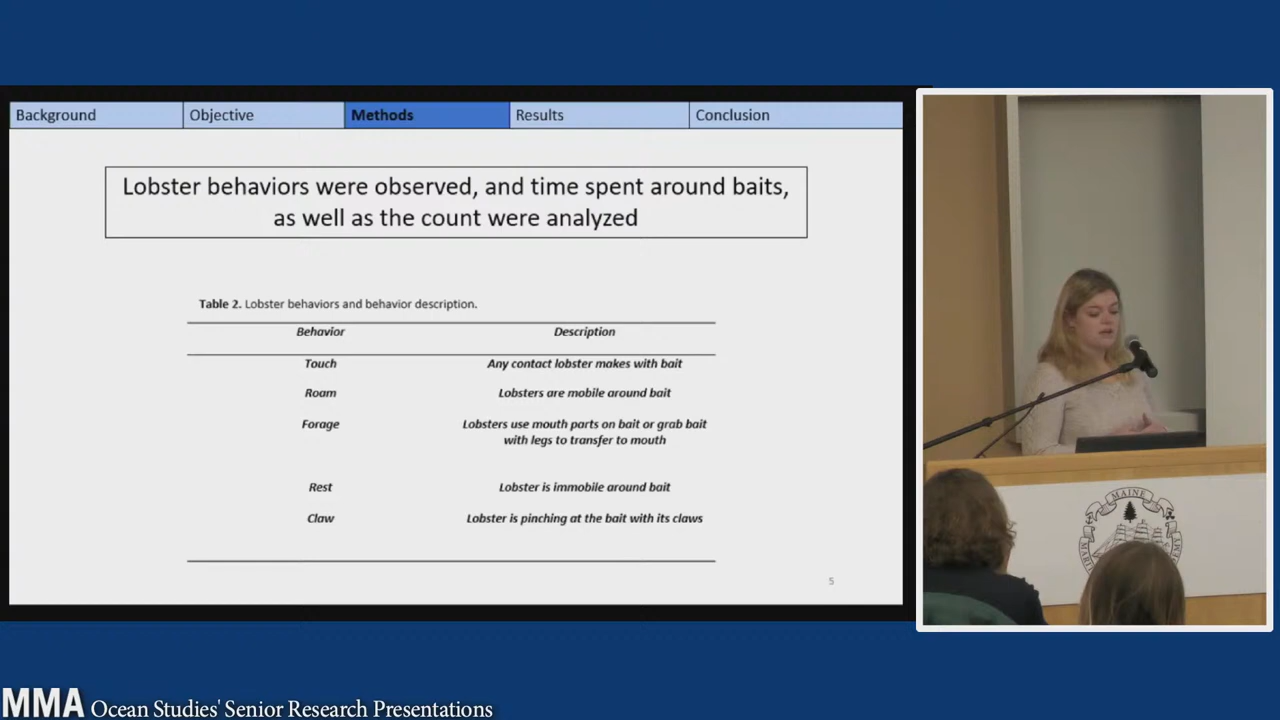 Background Objective Methods Results Conclusion
Lobster behaviors were observed, and time spent around baits,
as well as the count were analyzed
Table 2. Lobster behaviors and behavior description.
Behavior Description
Touch Any contact lobster makes with bait
Roam Lobsters are mobile around bait
Forage Lobsters use mouth parts on bait or grab bait
with legs to transfer to mouth
Rest Lobster is immobile around bait
Claw Lobster is pinching at the bait with its claws
5
MAINE
MMA Ocean Studies' Senior Research Presentations